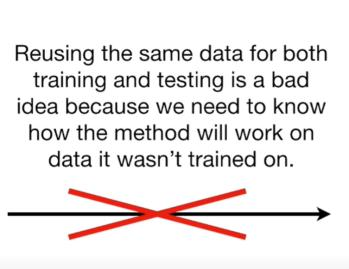 Reusing the same data for both
training and testing is a bad
idea because we need to know
how the method will work on
data it wasn’t trained on.